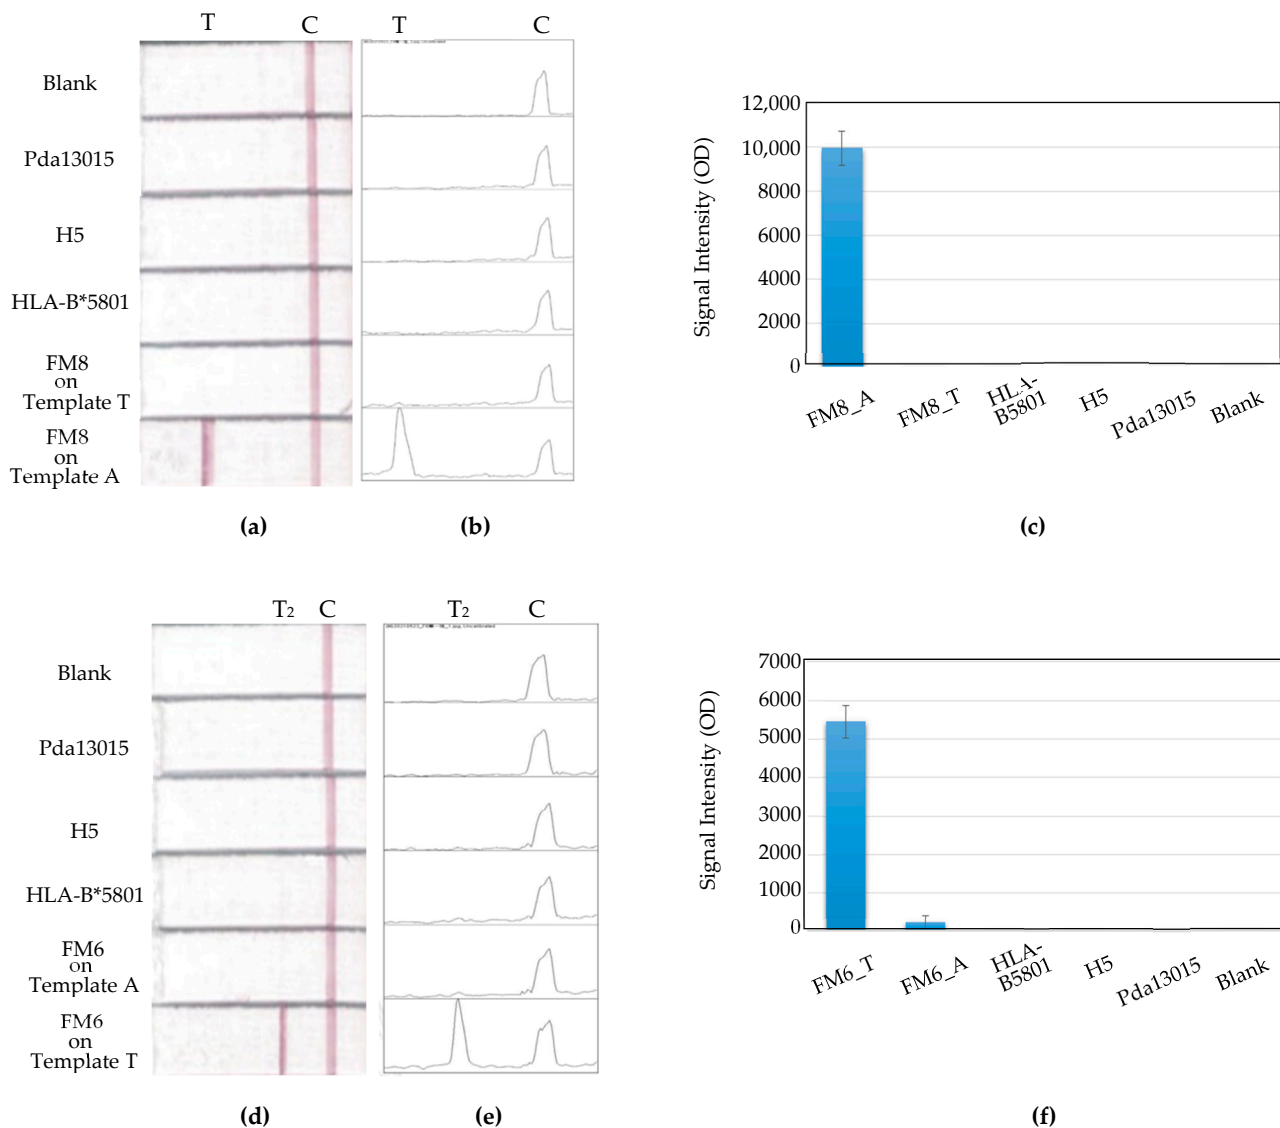 T C T C
Blank
Pda13015
H5
HLA-B*5801
FM8
on
Template T
FM8
on
Template A
(a) (b)
Signal Intensity (OD)
12,000
10,000
8000
6000
4000
2000
0
FM8_A FM8_T HLA-
B5801 H5 Pda13015 Blank
(c)
T2 C T2 C
Blank
Pda13015
H5
HLA-B*5801
FM6
on
Template A
FM6
on
Template T
(d) (e)
Signal Intensity (OD)
7000
6000
5000
4000
3000
2000
1000
0
FM6_T FM6_A HLA-
B5801 H5 Pda13015 Blank
(f)